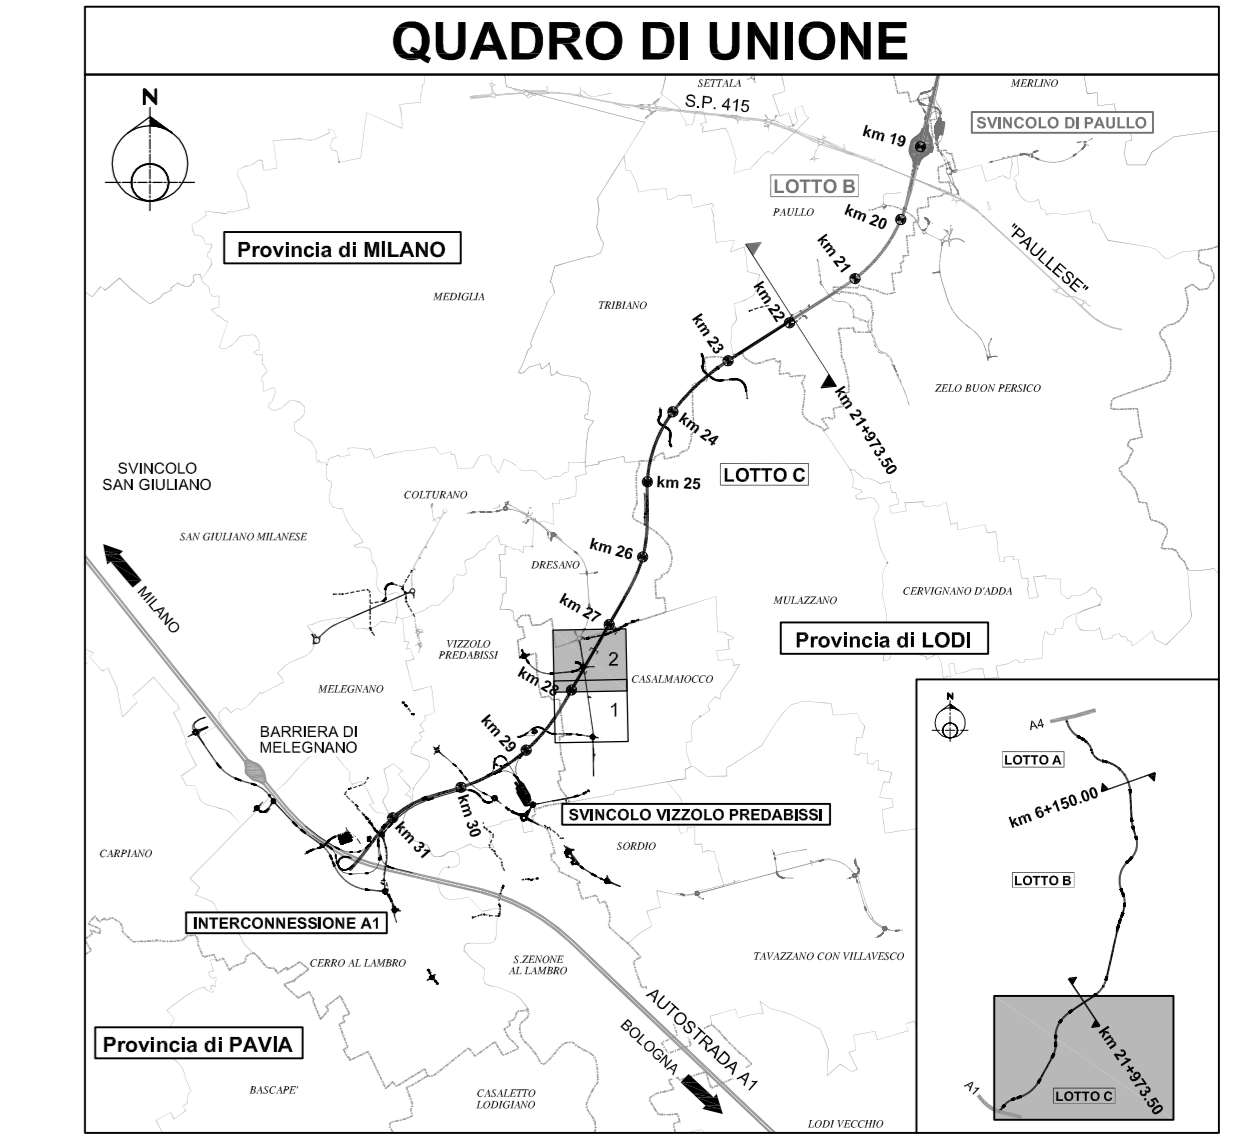 QUADRO DI UNIONE
N
SETTALA
MERLINO
S.P. 415
SVINCOLO DI PAULLO
km 19
LOTTO B
PAULLO
km 20
"PAULLESE"
Provincia di MILANO
km 21
MEDIGLIA
TRIBIANO
km 22
km 23
ZELO BUON PERSICO
km 21+973.50
km 24
SVINCOLO
SAN GIULIANO
LOTTO C
km 25
COLTURANO
SAN GIULIANO MILANESE
km 26
DRESANO
MILANO
CERVIGNANO D'ADDA
MULAZZANO
km 27
Provincia di LODI
VIZZOLO
PREDABISSI
2
km 28
CASALMAIOCCO
MELEGNANO
1
BARRIERA DI
MELEGNANO
km 29
km 30
SVINCOLO VIZZOLO PREDABISSI
km 31
SORDIO
CARPIANO
INTERCONNESSIONE A1
CERRO AL LAMBRO
S.ZENONE
AL LAMBRO
TAVAZZANO CON VILLAVESCO
AUTOSTRADA A1
BOLOGNA
Provincia di PAVIA
BASCAPE'
CASALETTO
LODIGIANO
LODI VECCHIO
N
A4
LOTTO A
km 6+150.00
LOTTO B
km 21+973.50
A1
LOTTO C